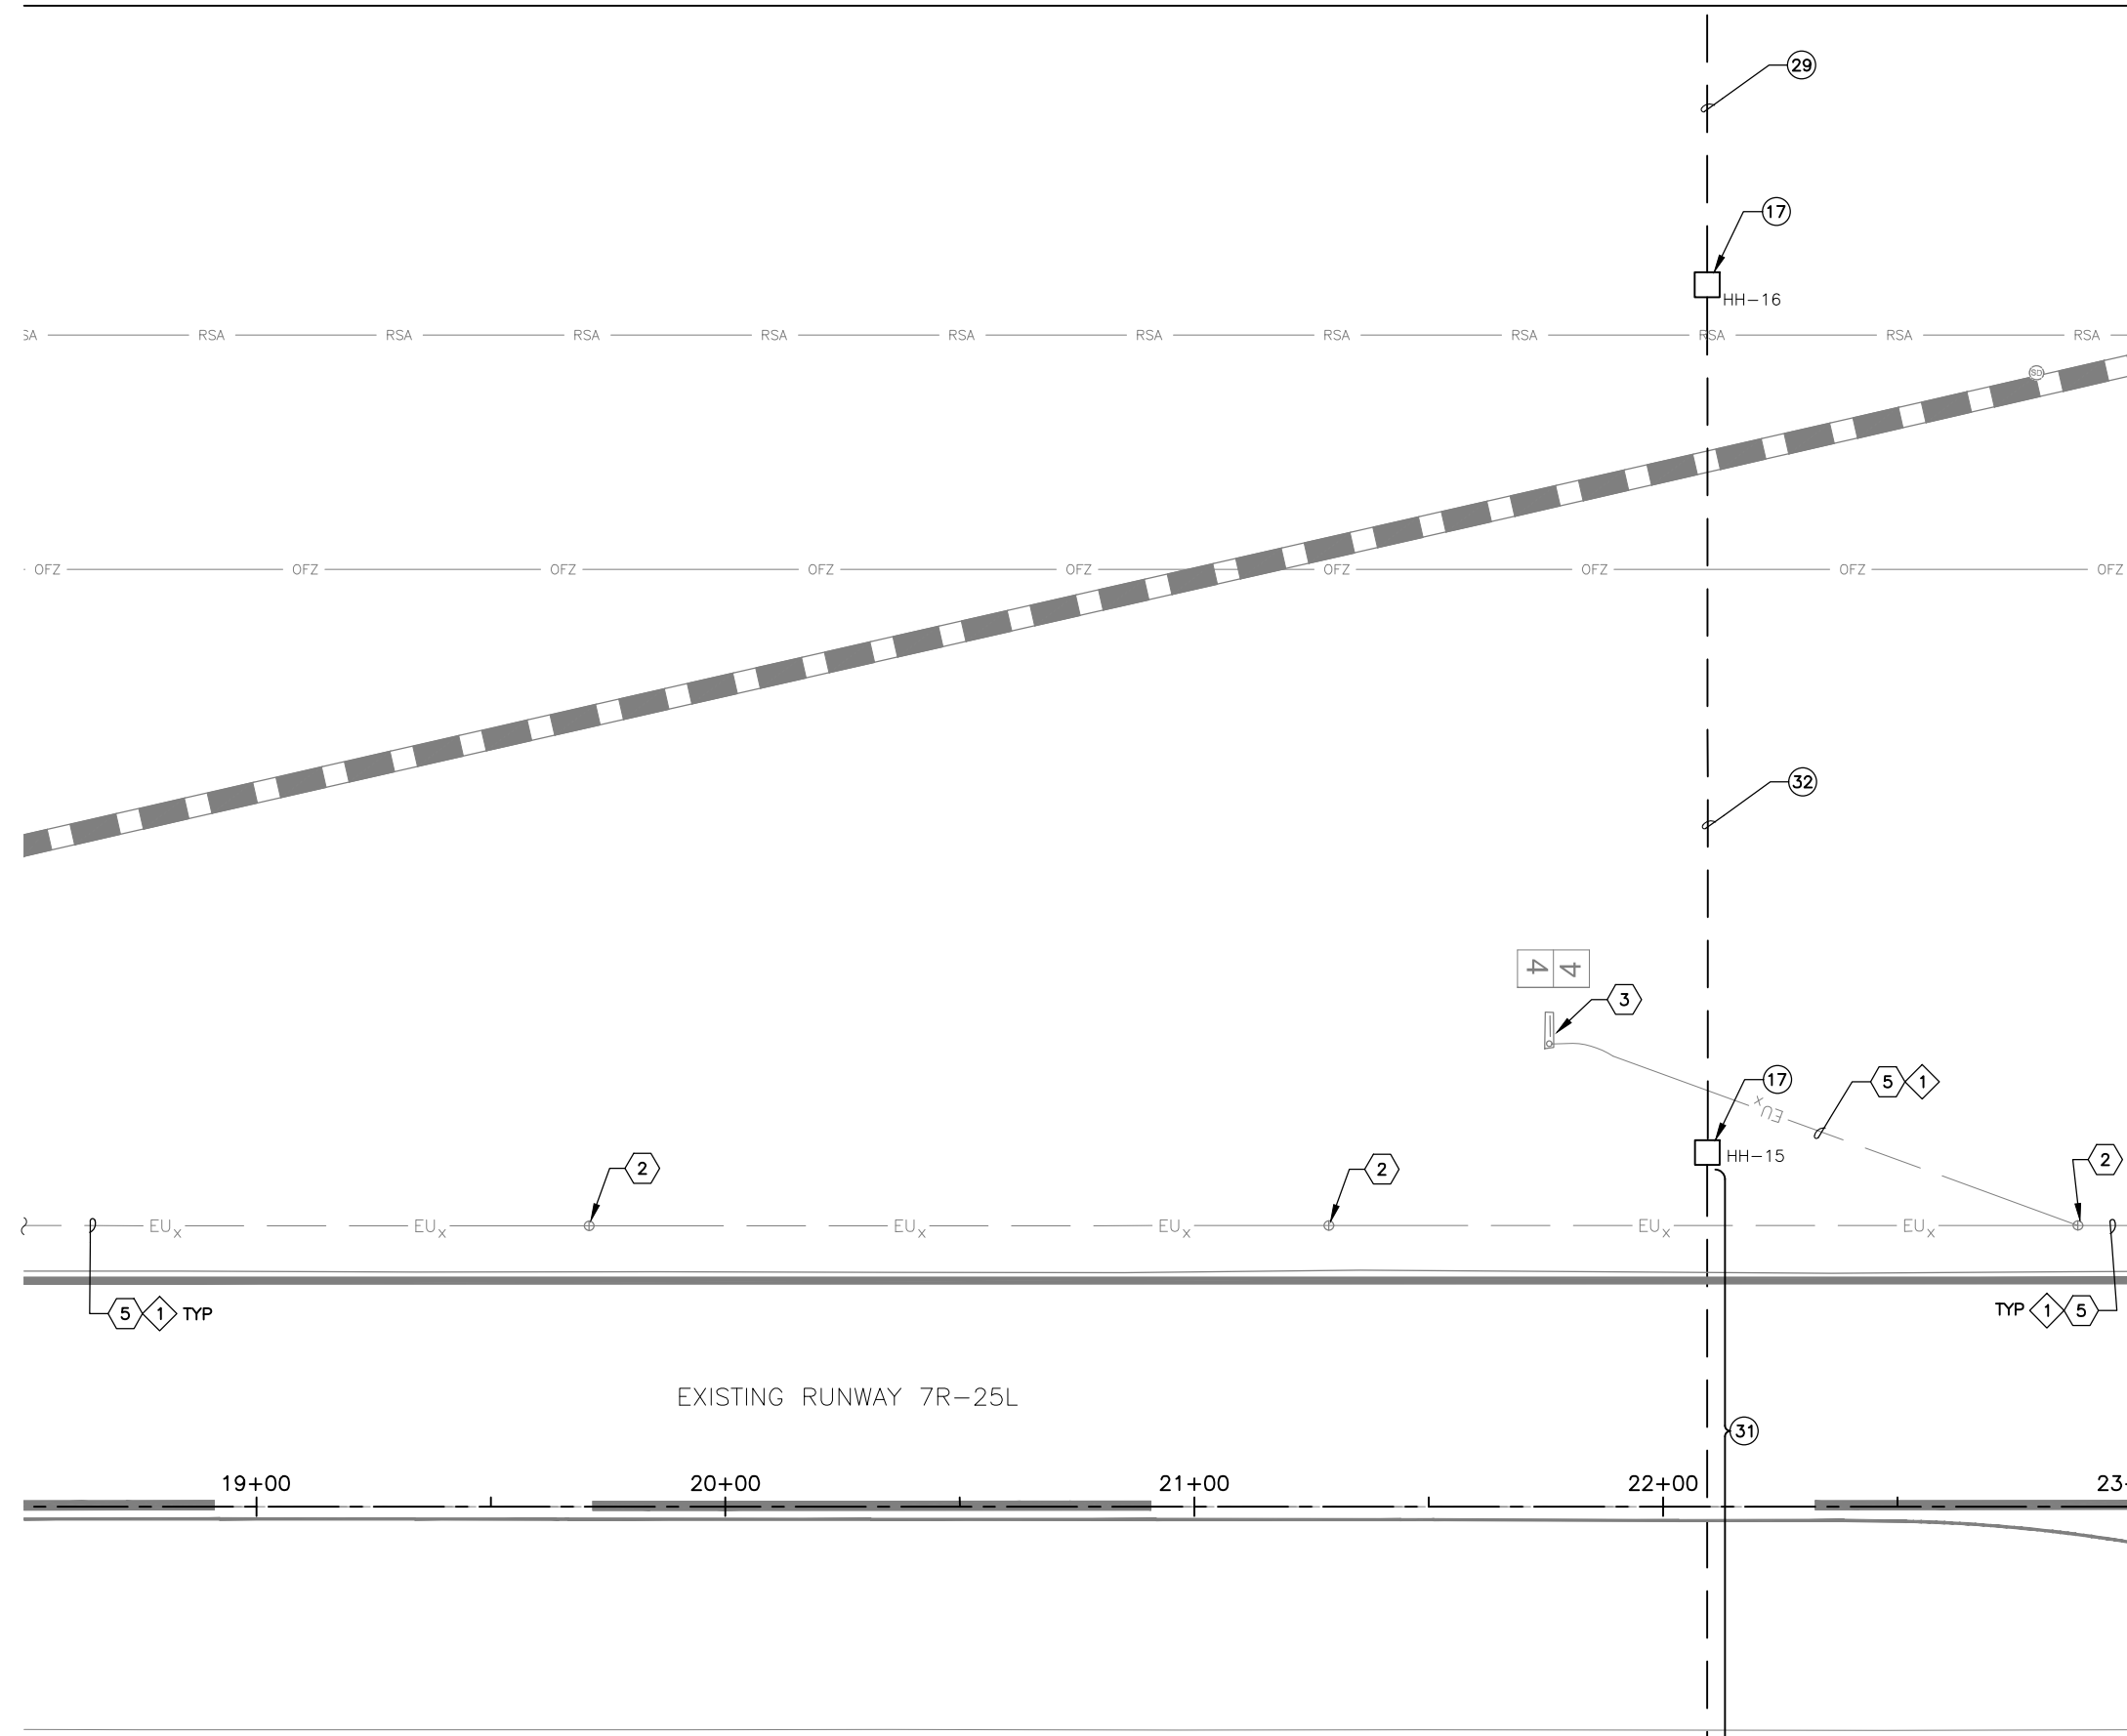 29
17
HH-16
SA RSA RSA RSA RSA RSA RSA RSA RSA RSA RSA RSA
SD
OFZ OFZ OFZ OFZ OFZ OFZ OFZ OFZ OFZ
32
4 4
3
17
5 1
EUx
HH-15
2
2
2
EUx EUx EUx EUx EUx EUx
5 1 TYP
TYP 1 5
EXISTING RUNWAY 7R-25L
31
19+00 20+00 21+00 22+00 23+